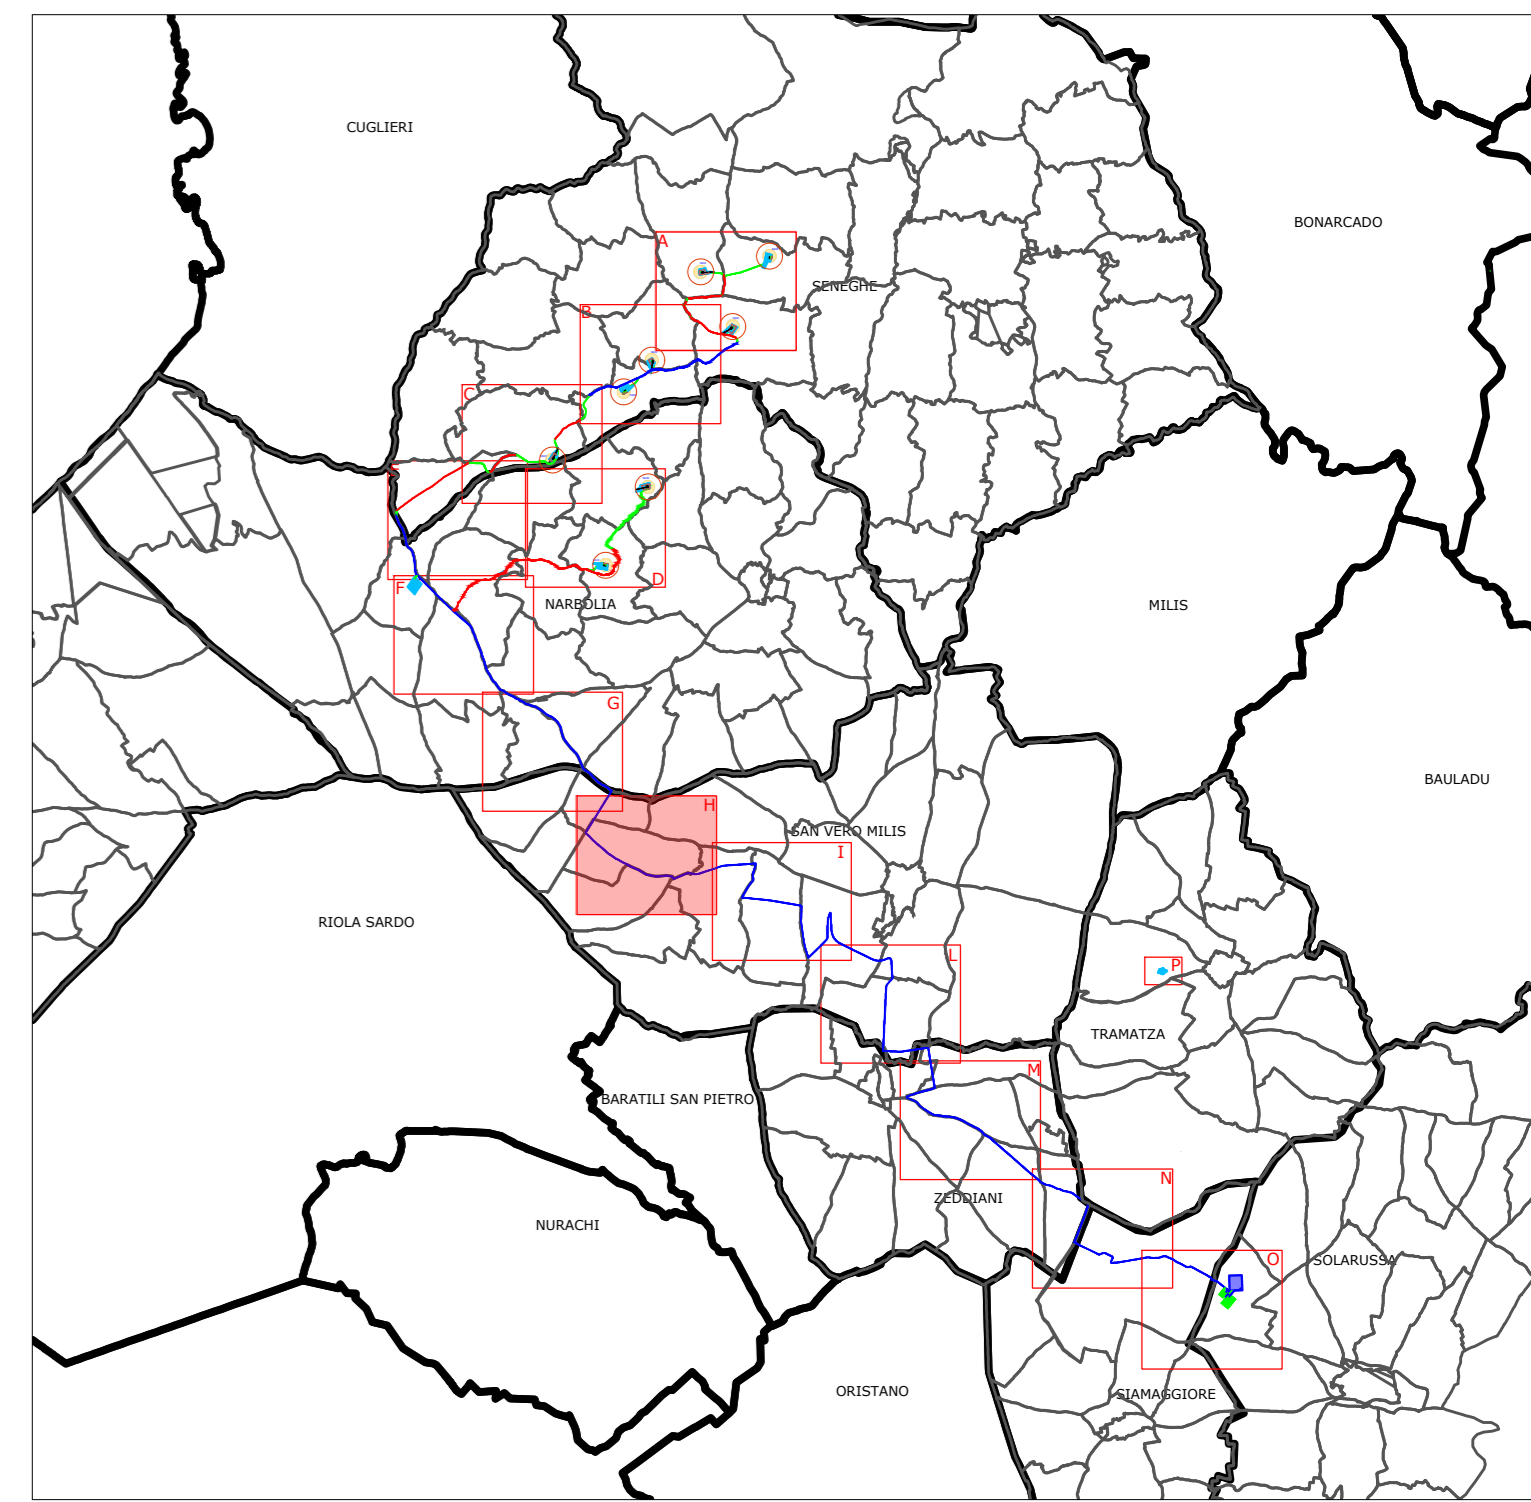 CUGLIERI
BONARCADO
A
SENEGHE
B
C
D
F
NARBOLIA
MILIS
G
BAULADU
H
SAN VERO MILIS
I
RIOLA SARDO
L
P
TRAMATZA
M
BARATILI SAN PIETRO
N
ZEDDIANI
NURACHI
O
SOLARUSSA
ORISTANO
SIAMAGGIORE